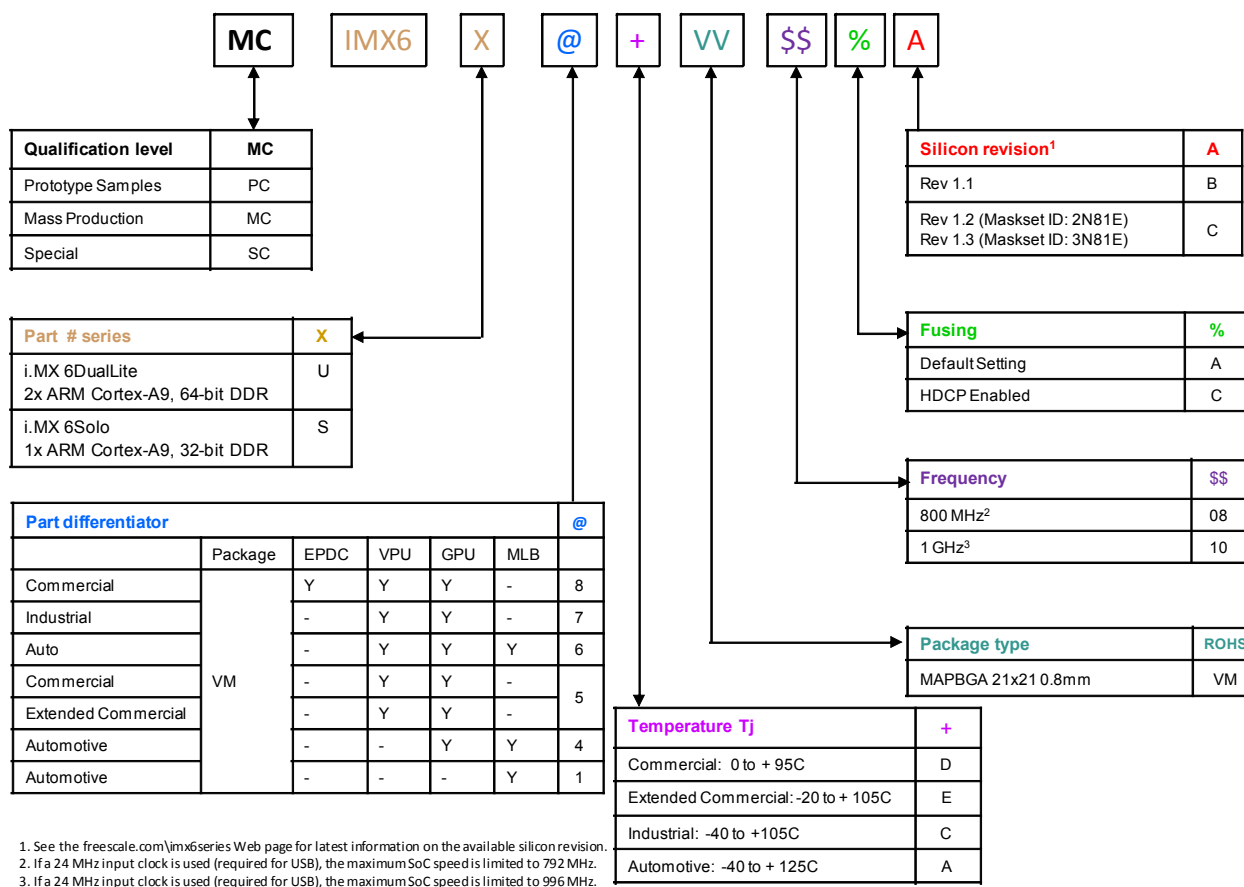 MC IMX6 X @ + VV $$ % A
Qualification level MC
Prototype Samples PC
Mass Production MC
Special SC
Silicon revision1 A
Rev 1.1 B
Rev 1.2 (Maskset ID: 2N81E)
Rev 1.3 (Maskset ID: 3N81E) C
Part # series X
i.MX 6DualLite U
2x ARM Cortex-A9, 64-bit DDR
i.MX 6Solo S
1x ARM Cortex-A9, 32-bit DDR
Fusing %
Default Setting A
HDCP Enabled C
Frequency $$
800 MHz2 08
1 GHz3 10
Part differentiator @
Package EPDC VPU GPU MLB
Commercial Y Y Y - 8
Industrial - Y Y - 7
Auto - Y Y Y 6
Commercial VM - Y Y - 5
Extended Commercial - Y Y -
Automotive - - Y Y 4
Automotive - - - Y 1
Package type ROHS
MAPBGA 21x21 0.8mm VM
Temperature Tj +
Commercial: 0 to + 95C D
Extended Commercial: -20 to + 105C E
Industrial: -40 to +105C C
Automotive: -40 to + 125C A
1. See the freescale.com\imx6series Web page for latest information on the available silicon revision.
2. If a 24 MHz input clock is used (required for USB), the maximum SoC speed is limited to 792 MHz.
3. If a 24 MHz input clock is used (required for USB), the maximum SoC speed is limited to 996 MHz.